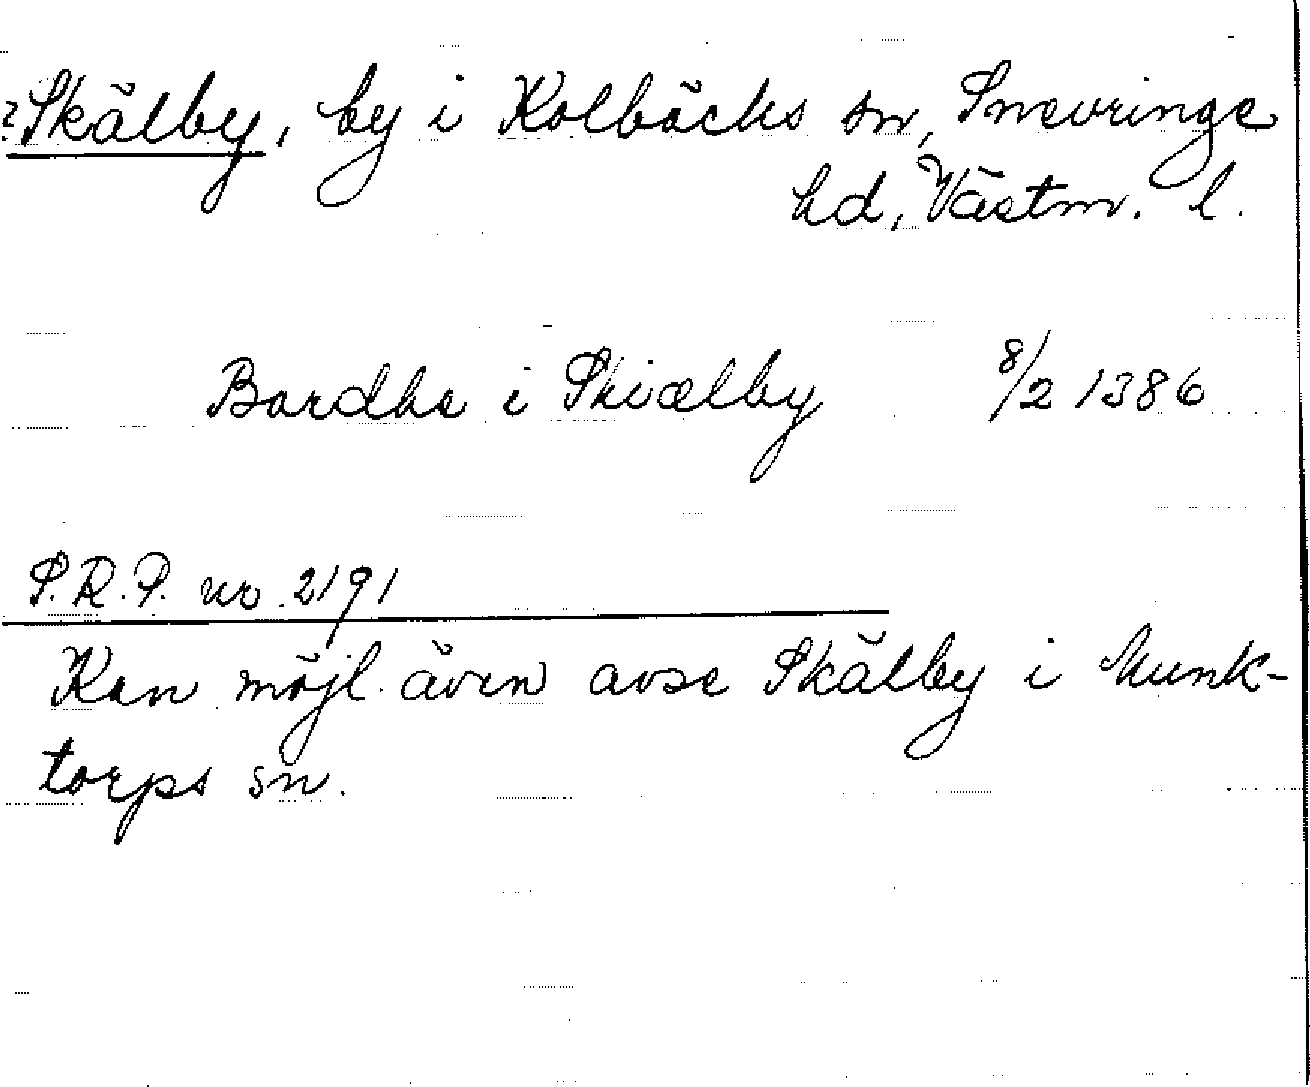 ?Skälby, by i Kolbäcks sn, Snevringe
hd, Västm. l.
Bardhe i Skiælby 8/2 1386
S.R.P. no. 2191
Kan möjl. även avse Skälby i Munk-
torps sn.